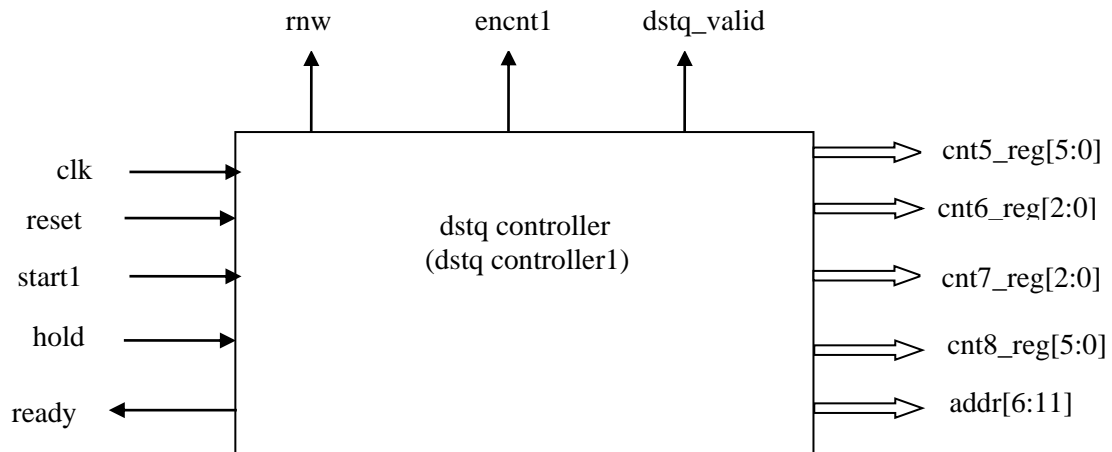 rnw encnt1 dstq_valid
clk
reset
start1
hold
ready
dstq controller
(dstq controller1)
cnt5_reg[5:0]
cnt6_reg[2:0]
cnt7_reg[2:0]
cnt8_reg[5:0]
addr[6:11]